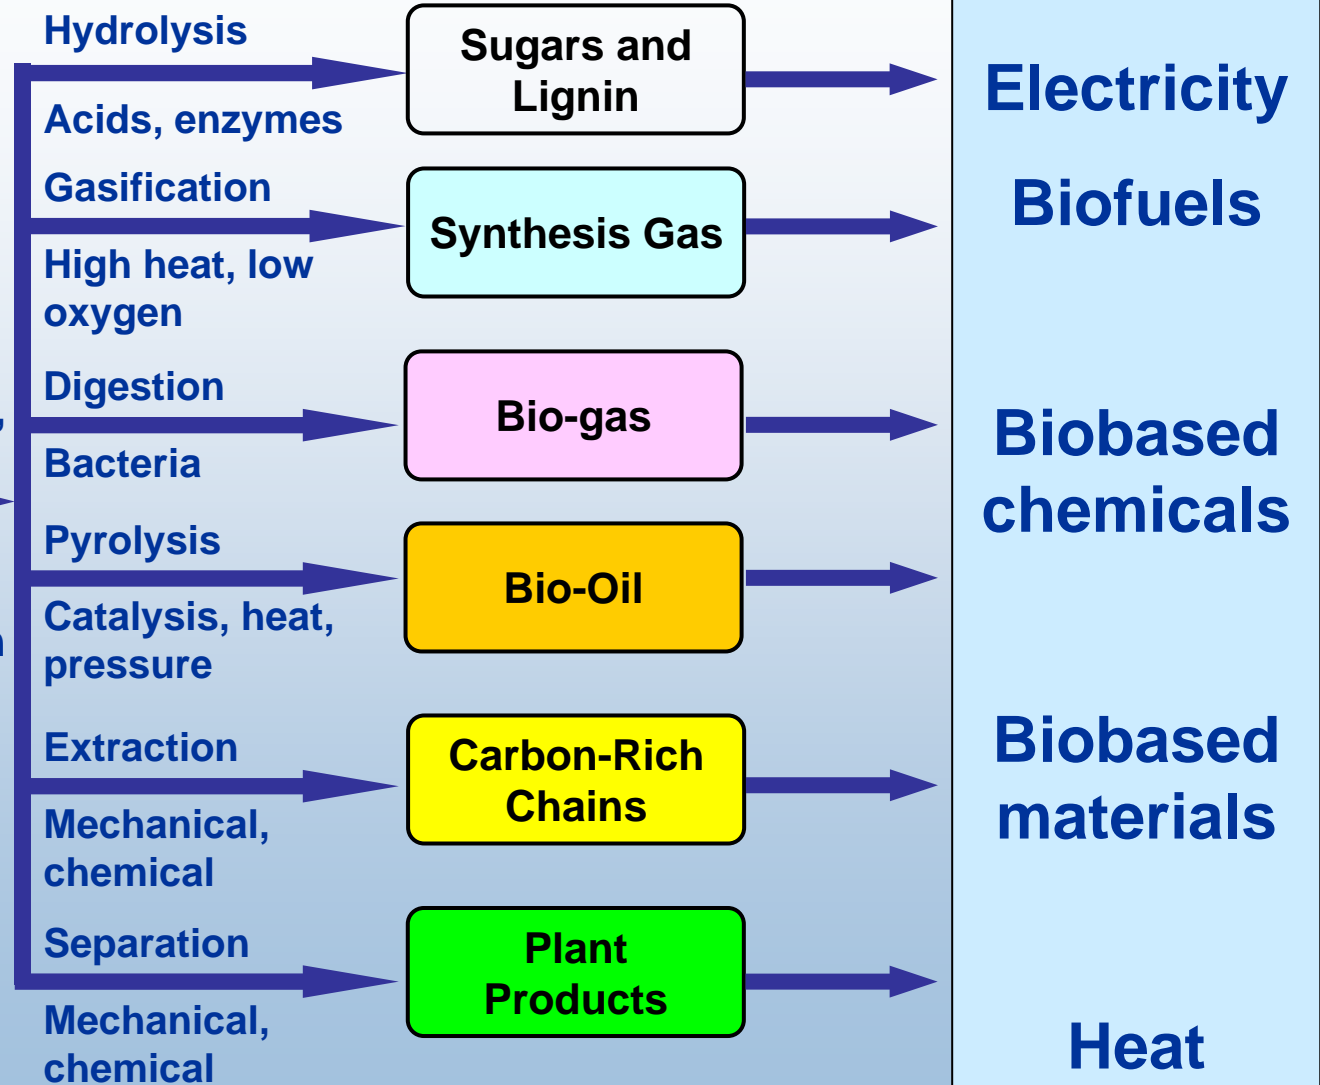 Hydrolysis
Acids, enzymes
Sugars and
Lignin
Gasification
High heat, low
oxygen
Synthesis Gas
Digestion
Bacteria
Bio-gas
Pyrolysis
Catalysis, heat,
pressure
Bio-Oil
Extraction
Mechanical,
chemical
Carbon-Rich
Chains
Separation
Mechanical,
chemical
Plant
Products
Electricity
Biofuels
Biobased
chemicals
Biobased
materials
Heat